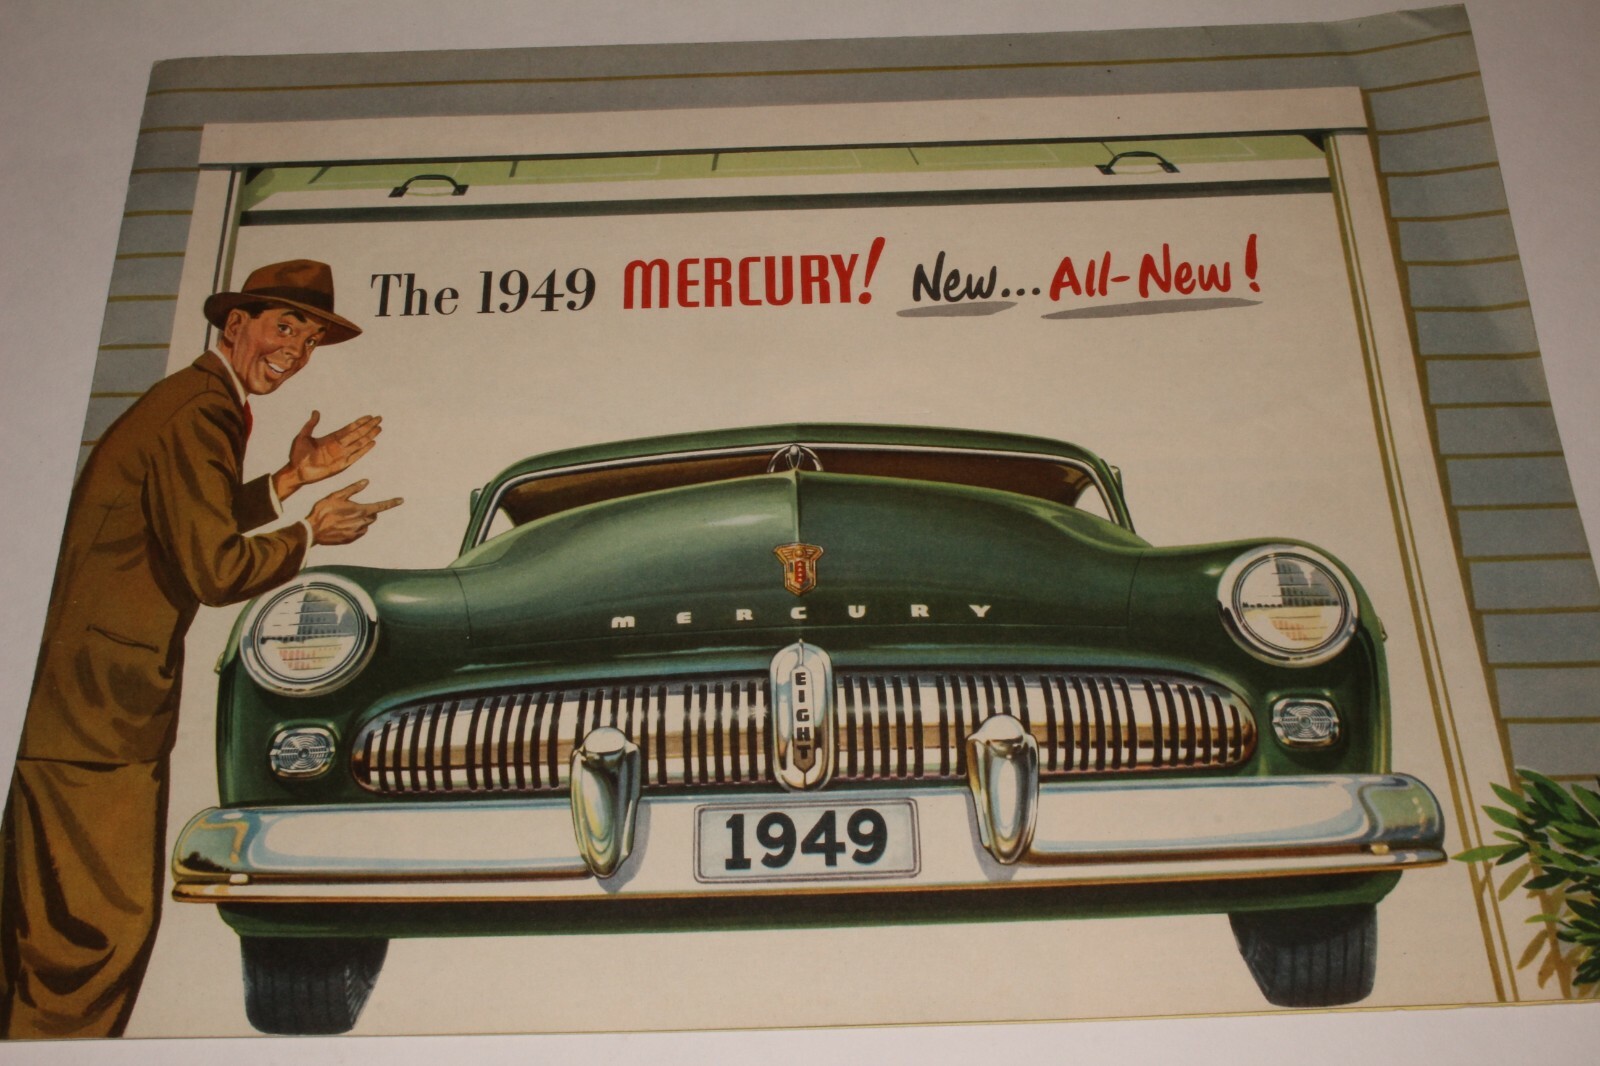 The 1949 MERCURY! New...All-New!
MERCURY
EIGHT
1949